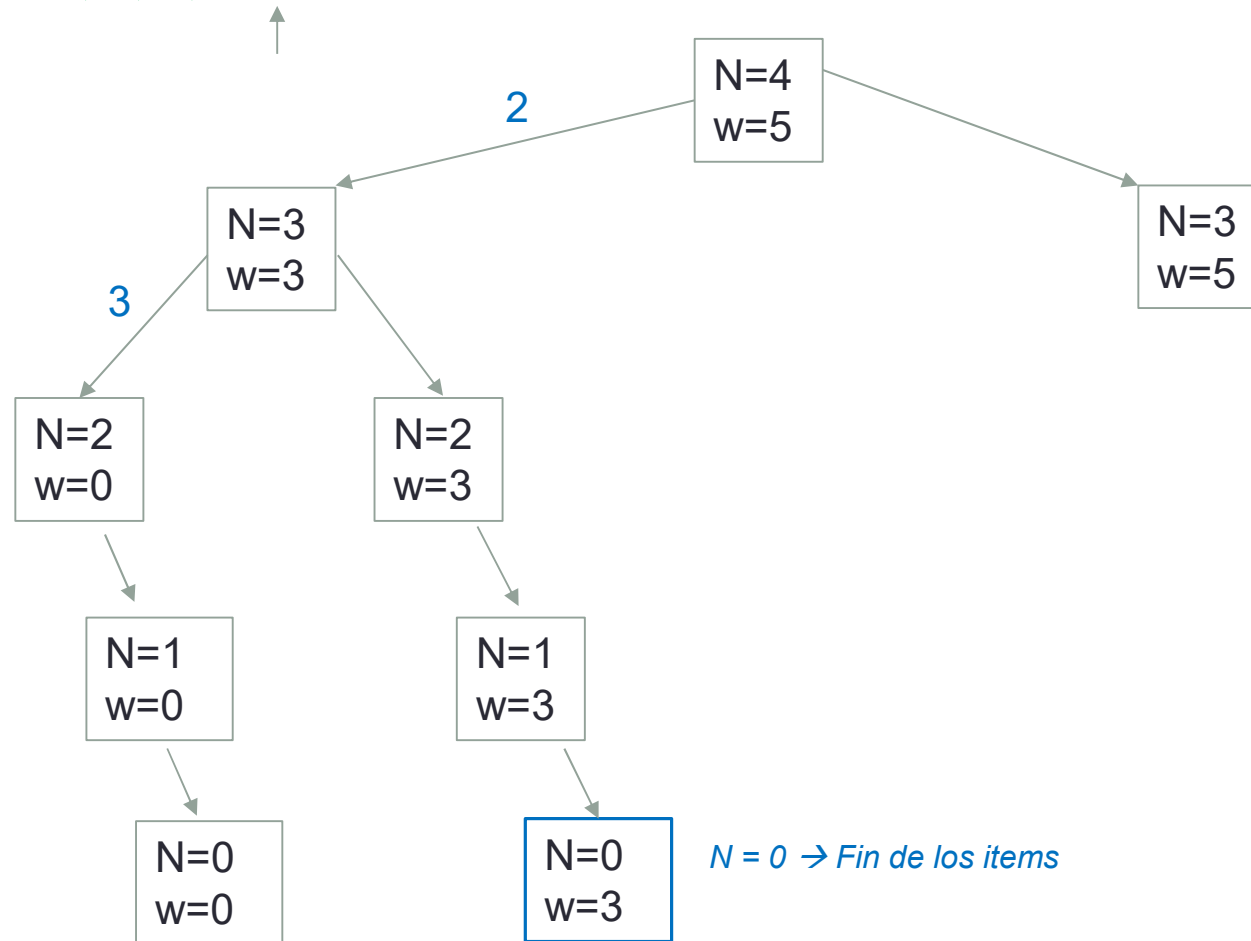 N=4
w=5
2
N=3
w=3
N=3
w=5
3
N=2
w=0
N=2
w=3
N=1
w=0
N=1
w=3
N=0
w=0
N=0
w=3
N = 0 → Fin de los items